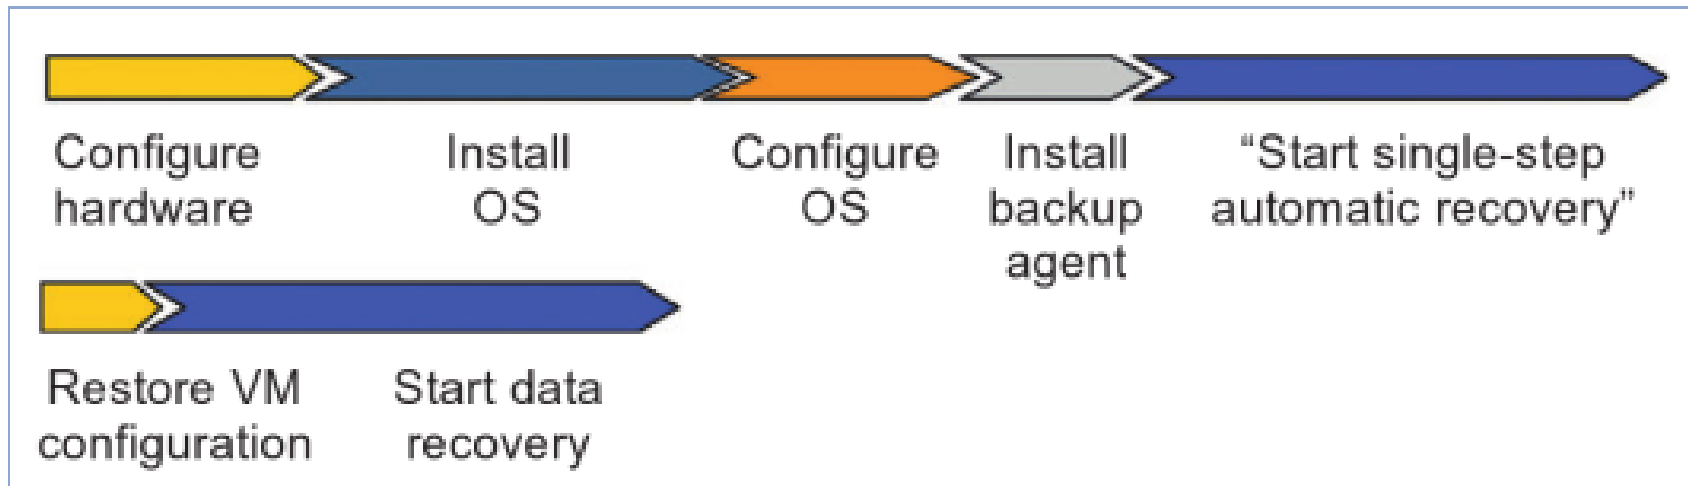 Configure
hardware
Install
OS
Configure
OS
Install
backup
agent
“Start single-step
automatic recovery”
Restore VM
configuration
Start data
recovery